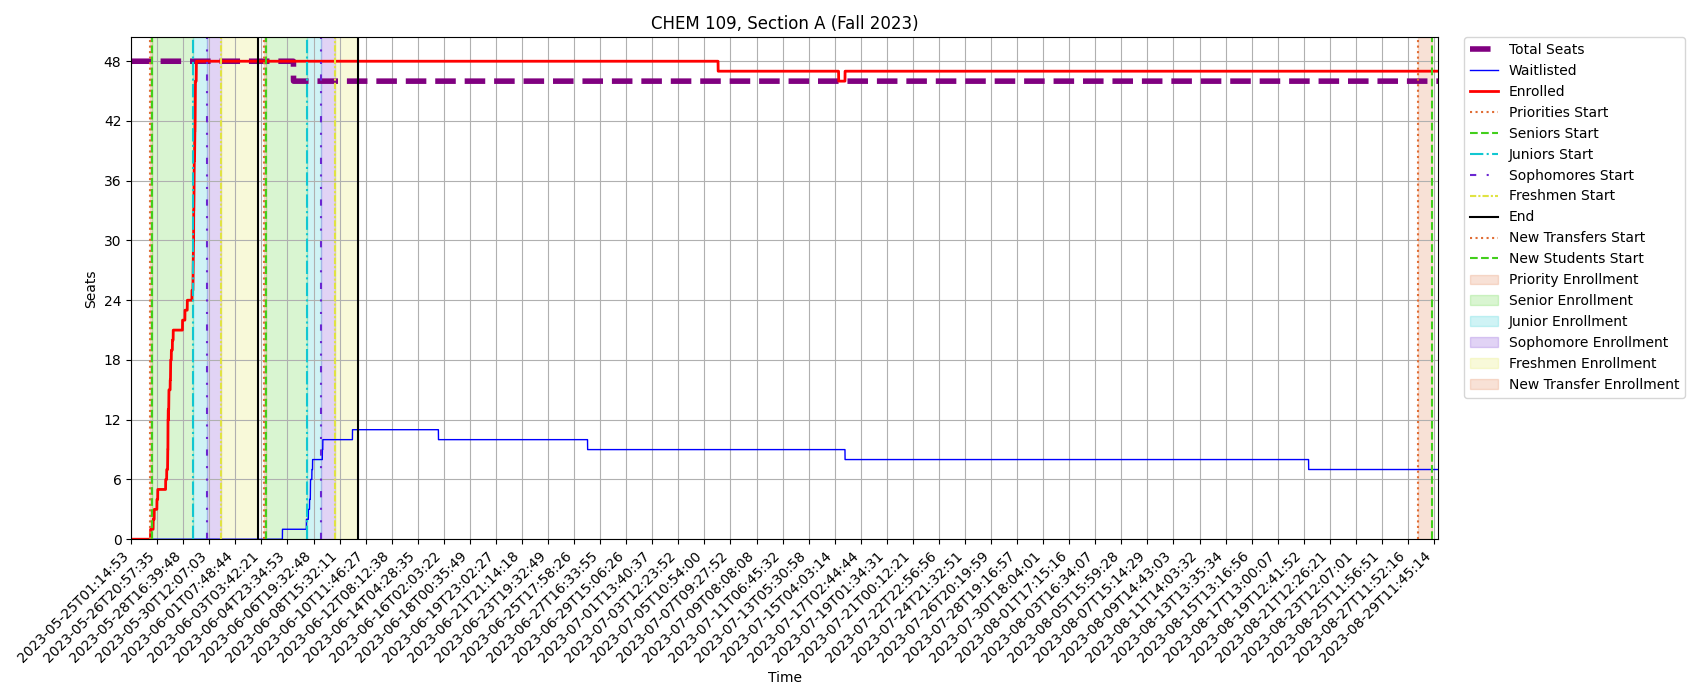 CHEM 109, Section A (Fall 2023)
Seats
48
42
36
30
24
18
12
6
0
2023-05-25T01:14:53
2023-05-26T20:57:35
2023-05-28T16:39:48
2023-05-30T12:07:03
2023-06-01T07:48:44
2023-06-03T03:42:21
2023-06-04T23:34:53
2023-06-06T19:32:48
2023-06-08T15:32:11
2023-06-10T11:46:27
2023-06-12T08:12:38
2023-06-14T04:28:35
2023-06-16T02:03:22
2023-06-18T00:35:49
2023-06-19T23:02:27
2023-06-21T21:14:18
2023-06-23T19:32:49
2023-06-25T17:58:26
2023-06-27T16:33:55
2023-06-29T15:06:26
2023-07-01T13:40:37
2023-07-03T12:23:52
2023-07-05T10:54:00
2023-07-07T09:27:52
2023-07-09T08:08:08
2023-07-11T06:45:32
2023-07-13T05:30:58
2023-07-15T04:03:14
2023-07-17T02:44:44
2023-07-19T01:34:31
2023-07-21T00:12:21
2023-07-22T22:56:56
2023-07-24T21:32:51
2023-07-26T20:19:59
2023-07-28T19:16:57
2023-07-30T18:04:01
2023-08-01T17:15:16
2023-08-03T16:34:07
2023-08-05T15:59:28
2023-08-07T15:14:29
2023-08-09T14:43:03
2023-08-11T14:03:32
2023-08-13T13:35:34
2023-08-15T13:16:56
2023-08-17T13:00:07
2023-08-19T12:41:52
2023-08-21T12:26:21
2023-08-23T12:07:01
2023-08-25T11:56:51
2023-08-27T11:52:16
2023-08-29T11:45:14
Time
Total Seats
Waitlisted
Enrolled
Priorities Start
Seniors Start
Juniors Start
Sophomores Start
Freshmen Start
End
New Transfers Start
New Students Start
Priority Enrollment
Senior Enrollment
Junior Enrollment
Sophomore Enrollment
Freshmen Enrollment
New Transfer Enrollment